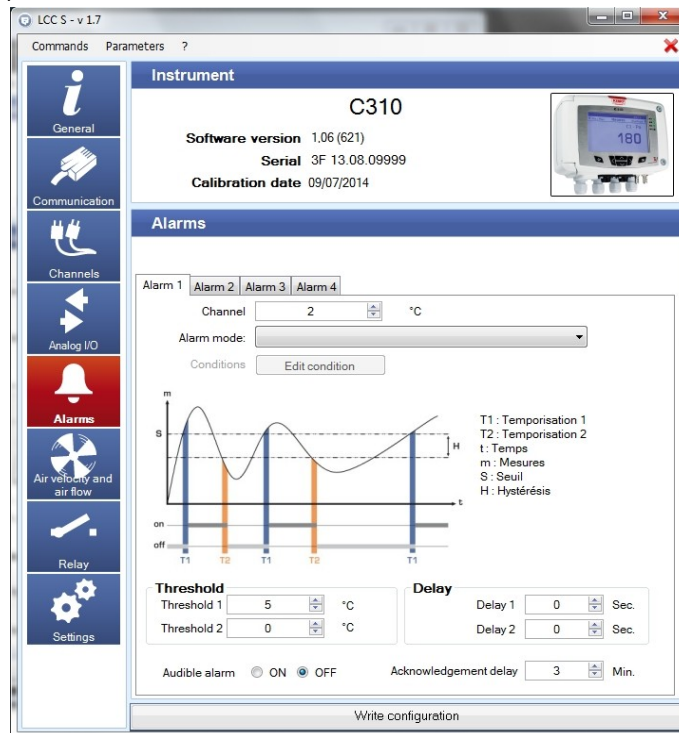 LCC S - v 1.7
Commands Parameters ?
General
Communication
Channels
Analog I/O
Alarms
Air velocity and
air flow
Relay
Settings
Instrument
C310
Software version 1,06 (621)
Serial 3F 13.08.09999
Calibration date 09/07/2014
180
Alarms
Alarm 1 Alarm 2 Alarm 3 Alarm 4
Channel 2 °C
Alarm mode:
Conditions Edit condition
m
S
H
t
on
off
T1 T2 T1 T2 T1
T1 : Temporisation 1
T2 : Temporisation 2
t : Temps
m : Mesures
S : Seuil
H : Hystérésis
Threshold
Threshold 1 5 °C
Threshold 2 0 °C
Delay
Delay 1 0 Sec.
Delay 2 0 Sec.
Audible alarm ON OFF
Acknowledgement delay 3 Min.
Write configuration